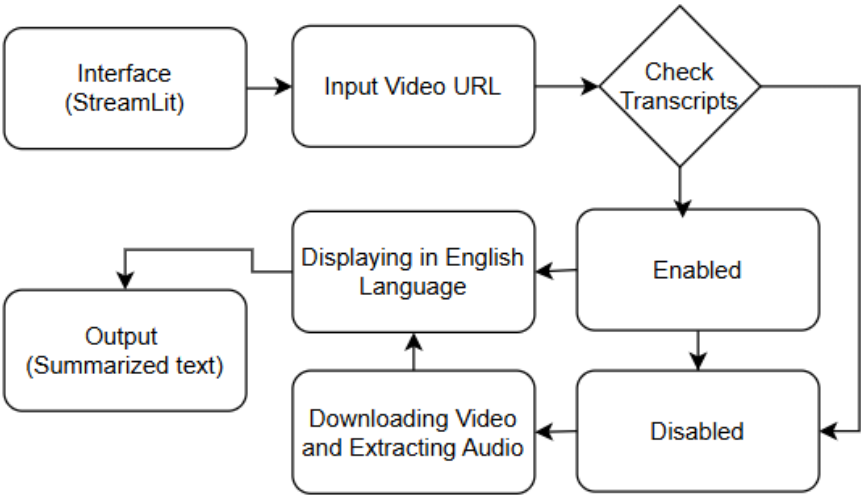 Interface
(StreamLit)
Input Video URL
Check
Transcripts
Displaying in English
Language
Enabled
Output
(Summarized text)
Downloading Video
and Extracting Audio
Disabled